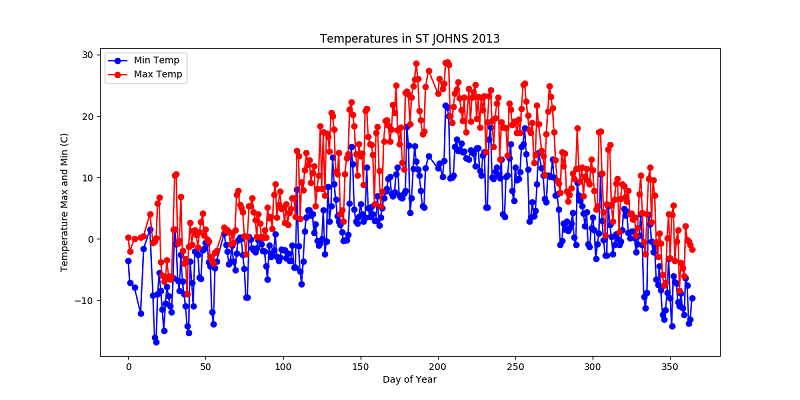 Temperatures in ST JOHNS 2013
Min Temp
Max Temp
Temperature Max and Min (C)
30
20
10
0
−10
0 50 100 150 200 250 300 350
Day of Year